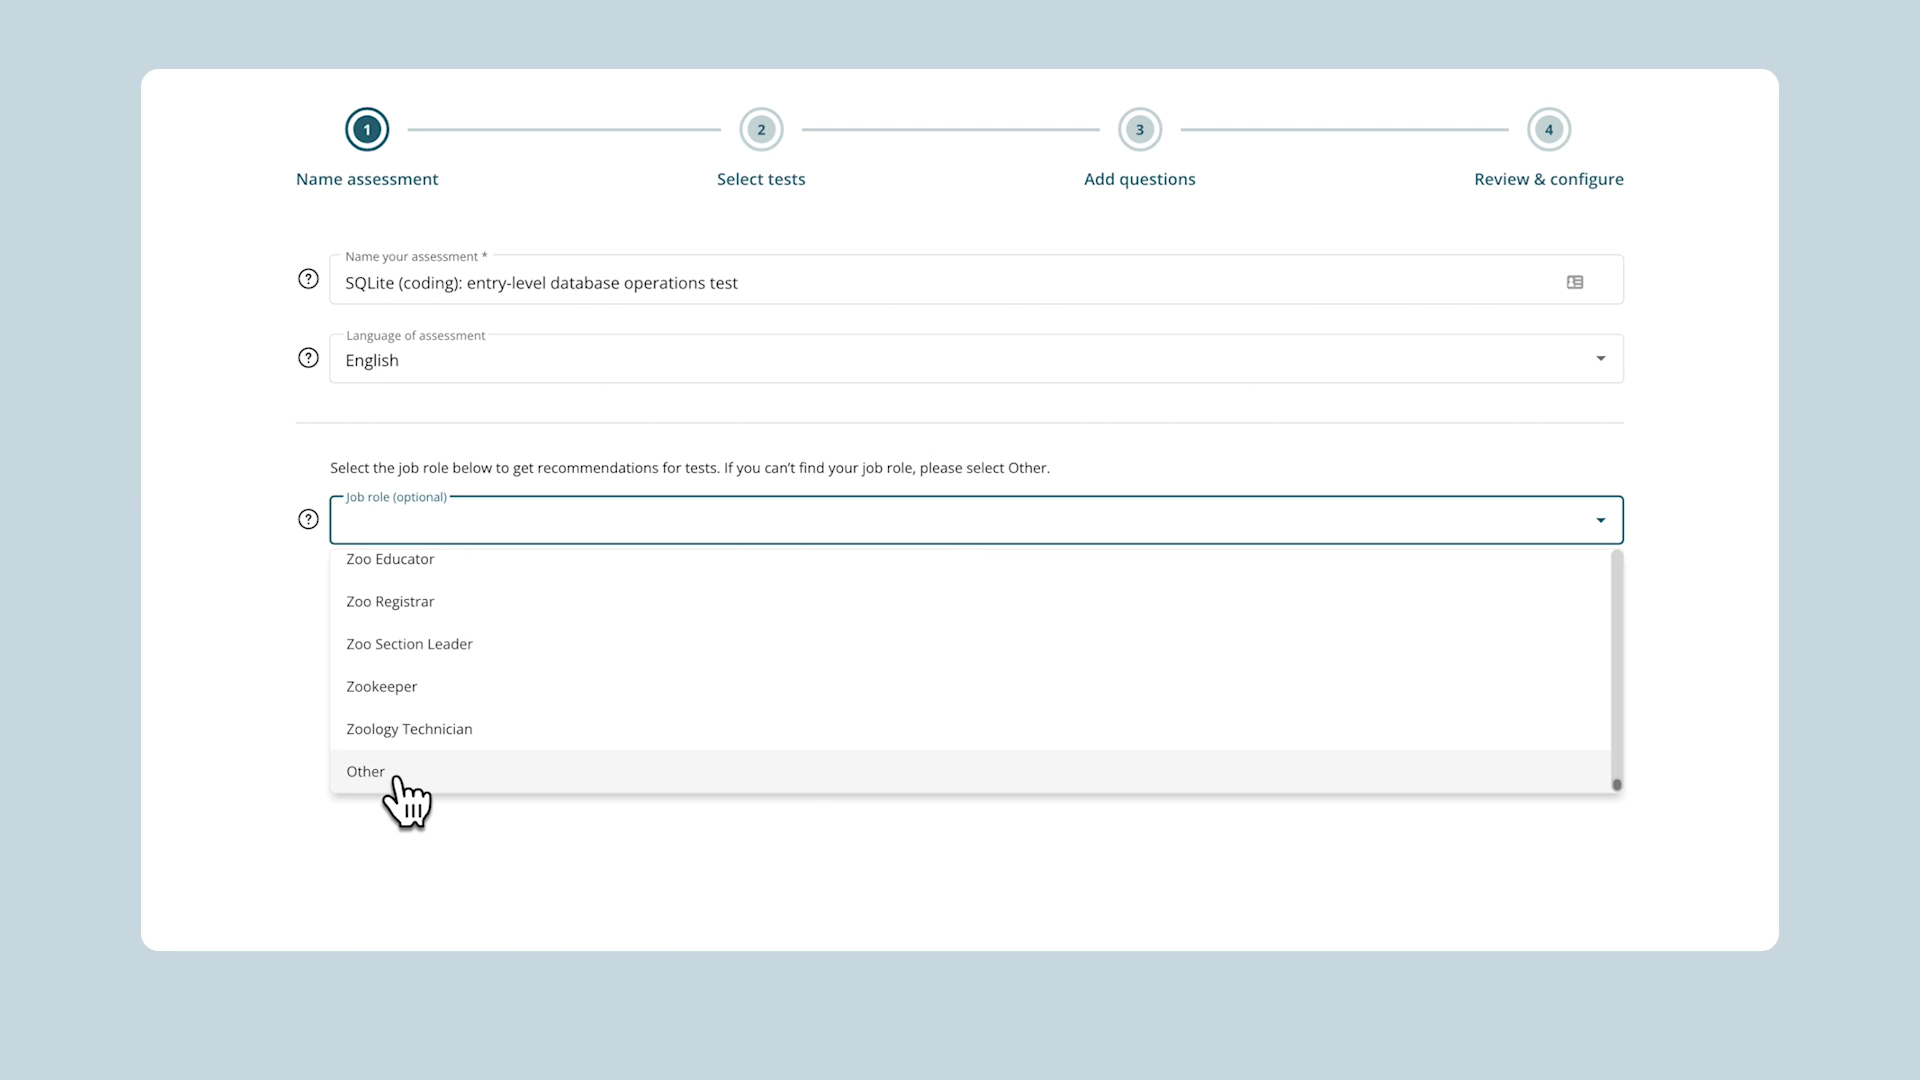 1
2
3
4
Name assessment
Select tests
Add questions
Review & configure
Name your assessment *
SQLite (coding): entry-level database operations test
Language of assessment
English
Select the job role below to get recommendations for tests. If you can’t find your job role, please select Other.
Job role (optional)
Zoo Educator
Zoo Registrar
Zoo Section Leader
Zookeeper
Zoology Technician
Other